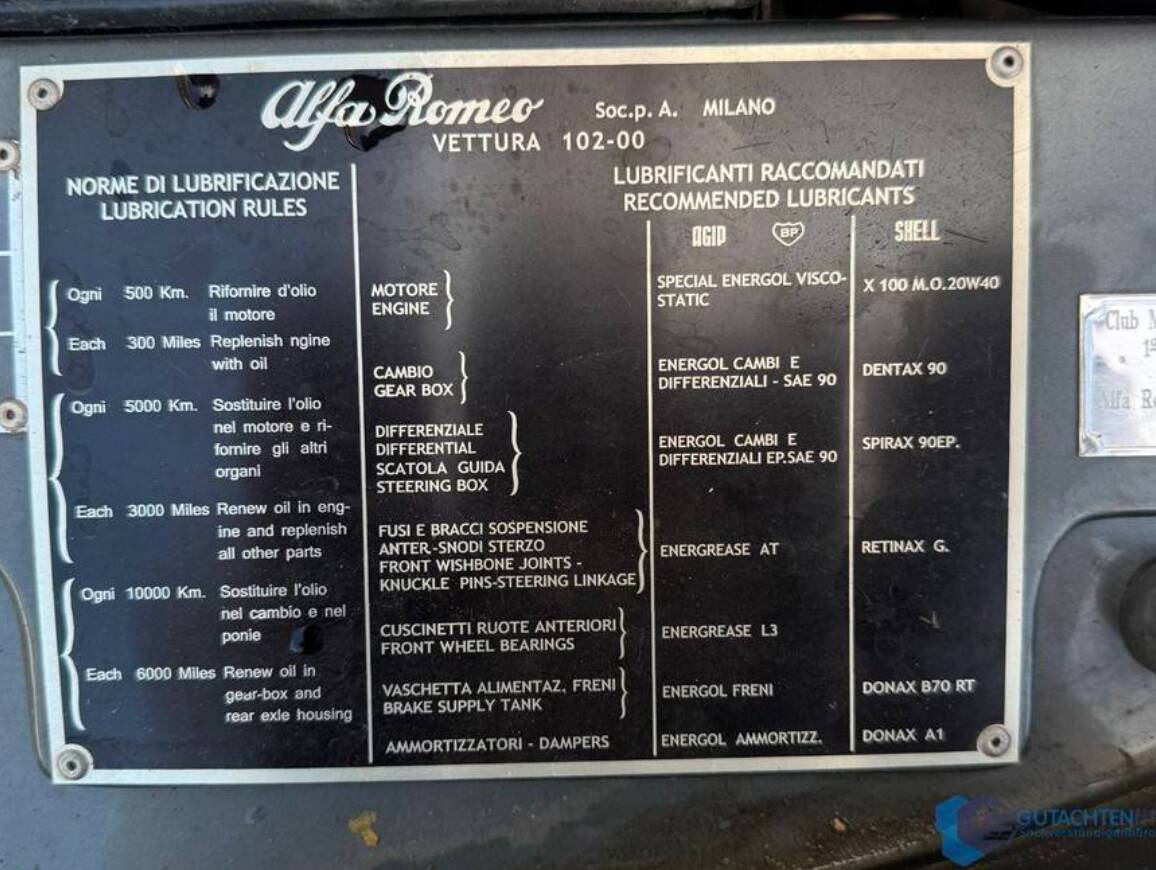 Alfa Romeo Soc.p. A. MILANO
VETTURA 102-00
NORME DI LUBRIFICAZIONE
LUBRICATION RULES
LUBRIFICANTI RACCOMANDATI
RECOMMENDED LUBRICANTS
AGIP BP SHELL
Ogni 500 Km. Rifornire d'olio
il motore
Each 300 Miles Replenish ngine
with oil
Ogni 5000 Km. Sostituire l'olio
nel motore e ri-
fornire gli altri
organi
Each 3000 Miles Renew oil in eng-
ine and replenish
all other parts
Ogni 10000 Km. Sostituire l'olio
nel cambio e nel
ponie
Each 6000 Miles Renew oil in
gear-box and
rear exle housing
MOTORE
ENGINE
SPECIAL ENERGOL VISCO-
STATIC
X 100 M.O.20W40
CAMBIO
GEAR BOX
ENERGOL CAMBI E
DIFFERENZIALI - SAE 90
DENTAX 90
DIFFERENZIALE
DIFFERENTIAL
SCATOLA GUIDA
STEERING BOX
ENERGOL CAMBI E
DIFFERENZIALI EP.SAE 90
SPIRAX 90EP.
FUSI E BRACCI SOSPENSIONE
ANTER.-SNODI STERZO
FRONT WISHBONE JOINTS -
KNUCKLE PINS-STEERING LINKAGE
ENERGREASE AT
RETINAX G.
CUSCINETTI RUOTE ANTERIORI
FRONT WHEEL BEARINGS
ENERGREASE L3
VASCHETTA ALIMENTAZ. FRENI
BRAKE SUPPLY TANK
ENERGOL FRENI
DONAX B70 RT
AMMORTIZZATORI - DAMPERS
ENERGOL AMMORTIZZ.
DONAX A1
Club
Alfa
GUTACHTEN